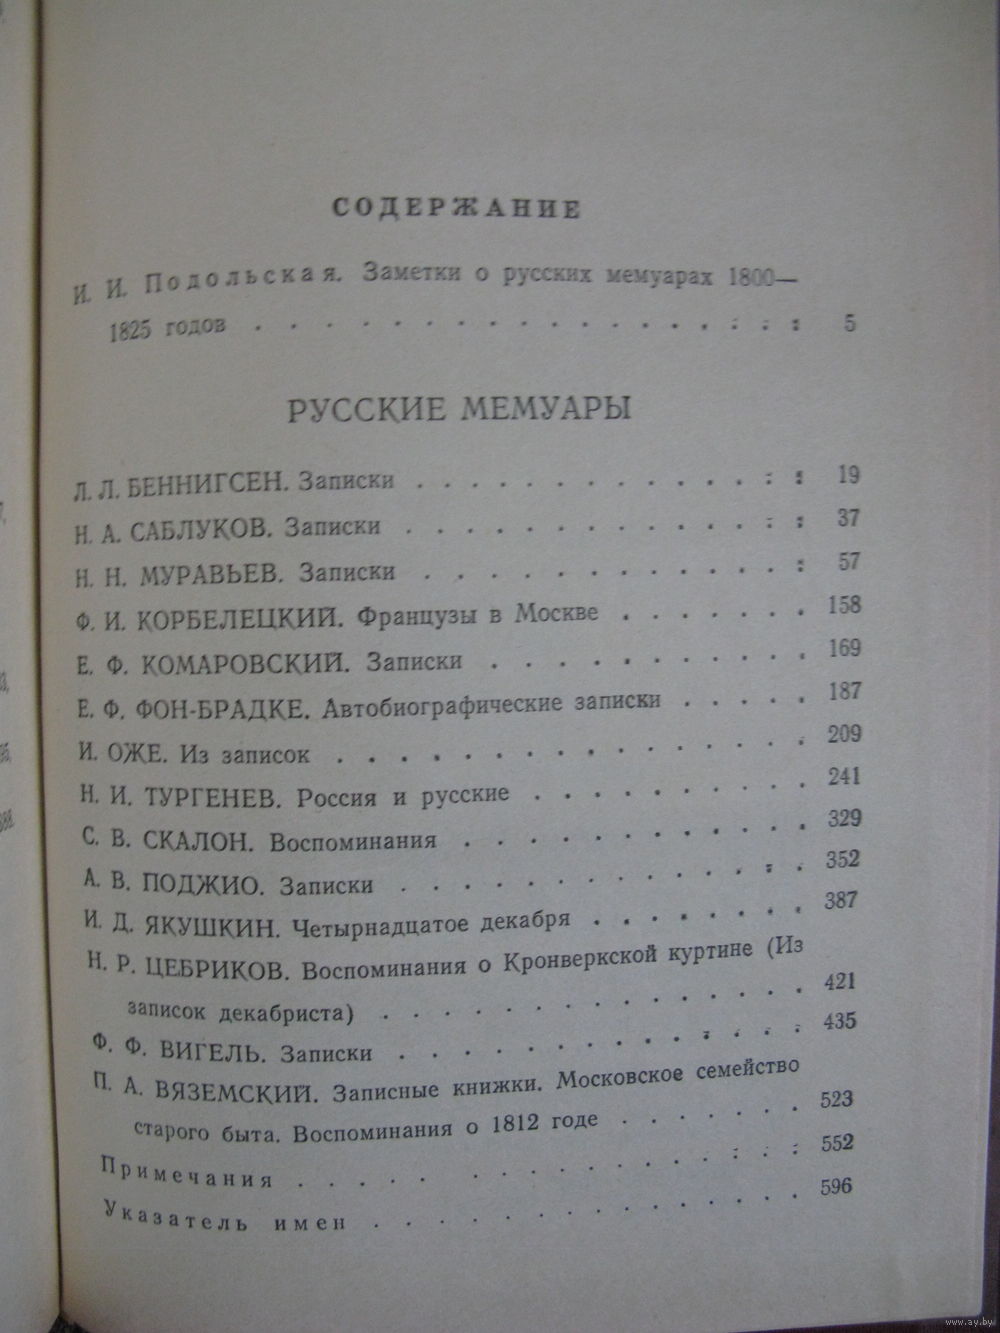 СОДЕРЖАНИЕ
И. И. Подольская. Заметки о русских мемуарах 1800—
1825 годов . . . . . . . . . . . . . . . . . . 5
РУССКИЕ МЕМУАРЫ
Л. Л. БЕННИГСЕН. Записки . . . . . . . . . . . . . 19
Н. А. САБЛУКОВ. Записки . . . . . . . . . . . . . 37
Н. Н. МУРАВЬЕВ. Записки . . . . . . . . . . . . . 57
Ф. И. КОРБЕЛЕЦКИЙ. Французы в Москве . . . . . . . 158
Е. Ф. КОМАРОВСКИЙ. Записки . . . . . . . . . . . 169
Е. Ф. ФОН-БРАДКЕ. Автобиографические записки . . . . . 187
И. ОЖЕ. Из записок . . . . . . . . . . . . . . . 209
Н. И. ТУРГЕНЕВ. Россия и русские . . . . . . . . . . 241
С. В. СКАЛОН. Воспоминания . . . . . . . . . . . . 329
А. В. ПОДЖИО. Записки . . . . . . . . . . . . . . 352
И. Д. ЯКУШКИН. Четырнадцатое декабря . . . . . . . . 387
Н. Р. ЦЕБРИКОВ. Воспоминания о Кронверкской куртине (Из
записок декабриста) . . . . . . . . . . . . . . 421
Ф. Ф. ВИГЕЛЬ. Записки . . . . . . . . . . . . . . 435
П. А. ВЯЗЕМСКИЙ. Записные книжки. Московское семейство
старого быта. Воспоминания о 1812 годе . . . . . . . 523
Примечания . . . . . . . . . . . . . . . . 552
Указатель имен . . . . . . . . . . . . . . 596
www.ay.by